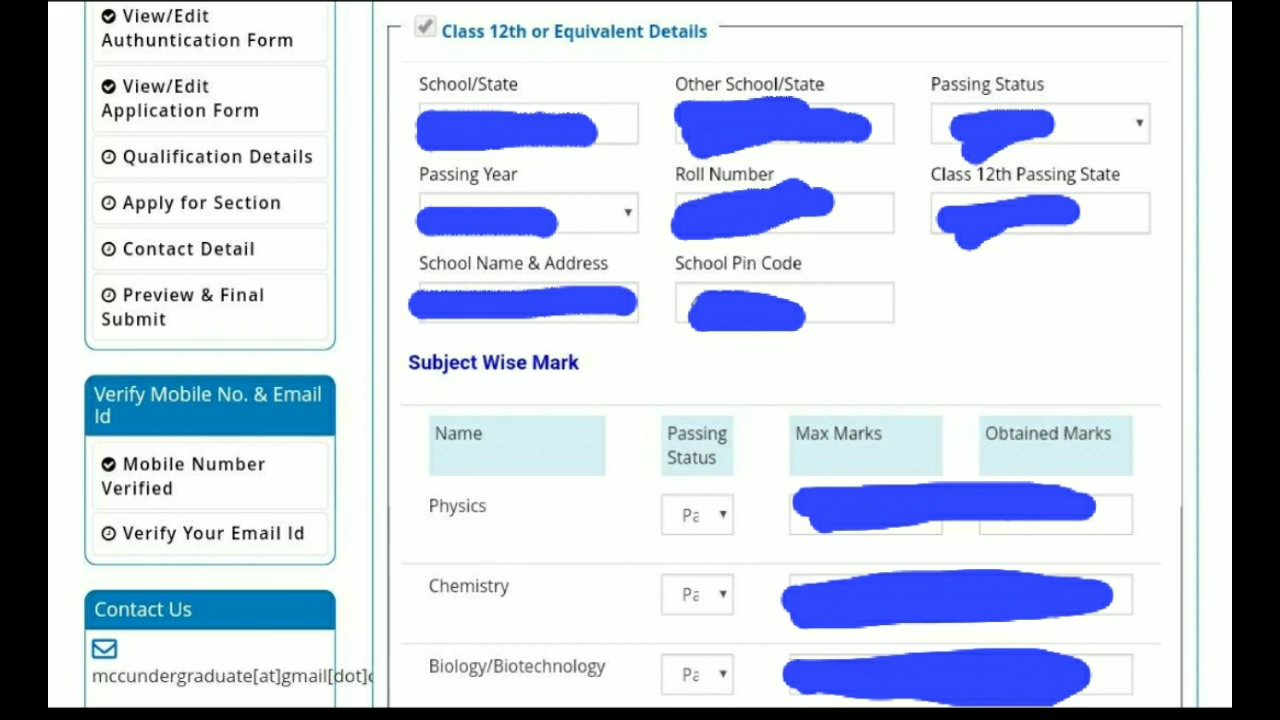 View/Edit
Authuntication Form
View/Edit
Application Form
Qualification Details
Apply for Section
Contact Detail
Preview & Final
Submit
Verify Mobile No. & Email
Id
Mobile Number
Verified
Verify Your Email Id
Contact Us
mccundergraduate[at]gmail[dot]c
Class 12th or Equivalent Details
School/State
Other School/State
Passing Status
Passing Year
Roll Number
Class 12th Passing State
School Name & Address
School Pin Code
Subject Wise Mark
Name
Passing
Status
Max Marks
Obtained Marks
Physics
Pa
Chemistry
Pa
Biology/Biotechnology
Pa